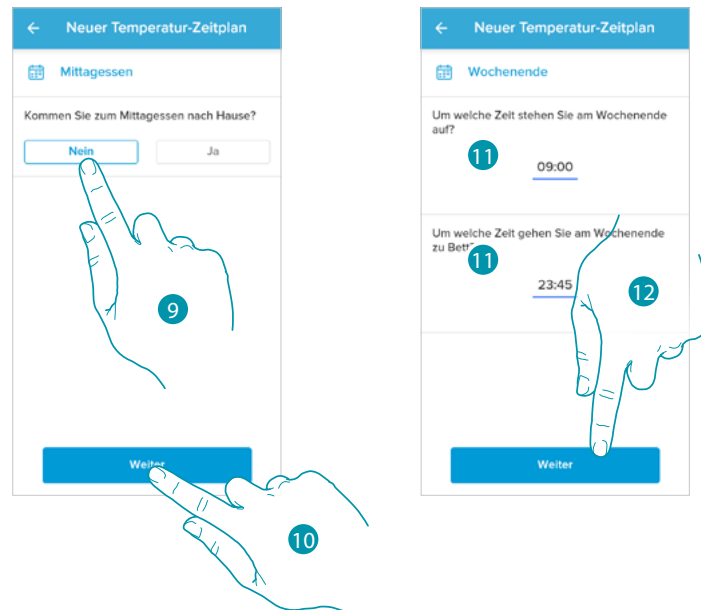 Neuer Temperatur-Zeitplan
Mittagessen
Kommen Sie zum Mittagessen nach Hause?
Nein
Ja
9
Weiter
10
Neuer Temperatur-Zeitplan
Wochenende
Um welche Zeit stehen Sie am Wochenende
auf?
11
09:00
Um welche Zeit gehen Sie am Wochenende
zu Bett?
11
23:45
12
Weiter